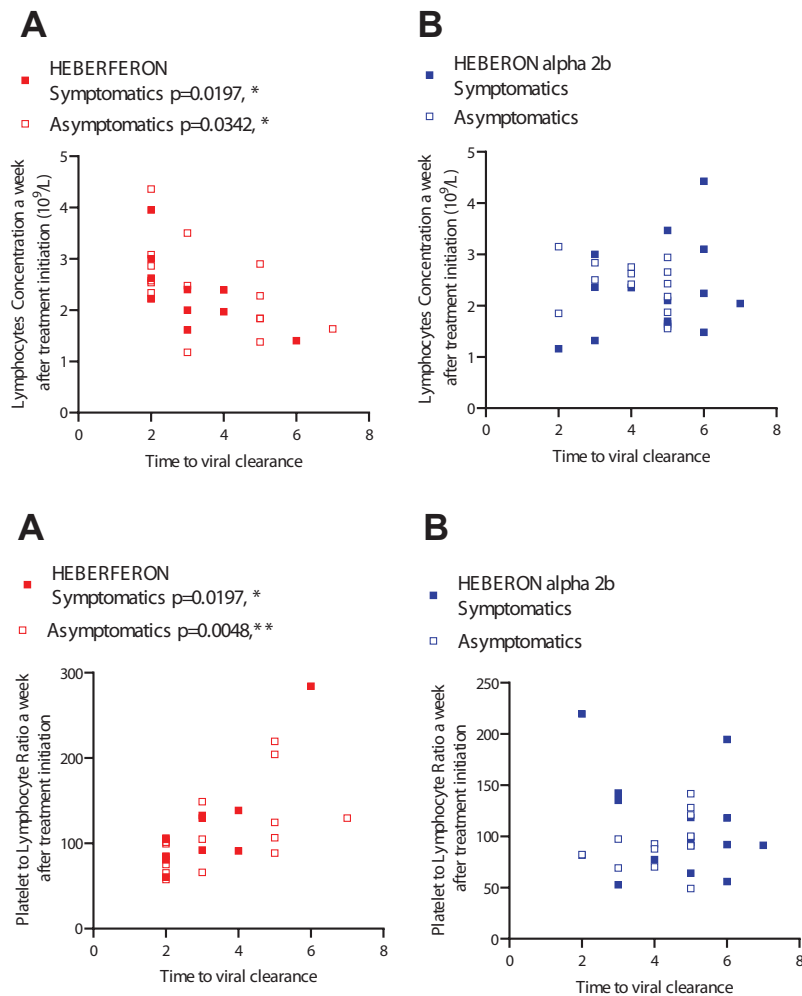 A
HEBERFERON
Symptomatics p=0.0197, *
Asymptomatics p=0.0342, *
Lymphocytes Concentration a week
after treatment initiation (10⁹/L)
5
4
3
2
1
0
0 2 4 6 8
Time to viral clearance
B
HEBERON alpha 2b
Symptomatics
Asymptomatics
Lymphocytes Concentration a week
after treatment initiation (10⁹/L)
5
4
3
2
1
0
0 2 4 6 8
Time to viral clearance
A
HEBERFERON
Symptomatics p=0.0197, *
Asymptomatics p=0.0048,**
Platelet to Lymphocyte Ratio a week
after treatment initiation
300
200
100
0
0 2 4 6 8
Time to viral clearance
B
HEBERON alpha 2b
Symptomatics
Asymptomatics
Platelet to Lymphocyte Ratio a week
after treatment initiation
250
200
150
100
50
0
0 2 4 6 8
Time to viral clearance